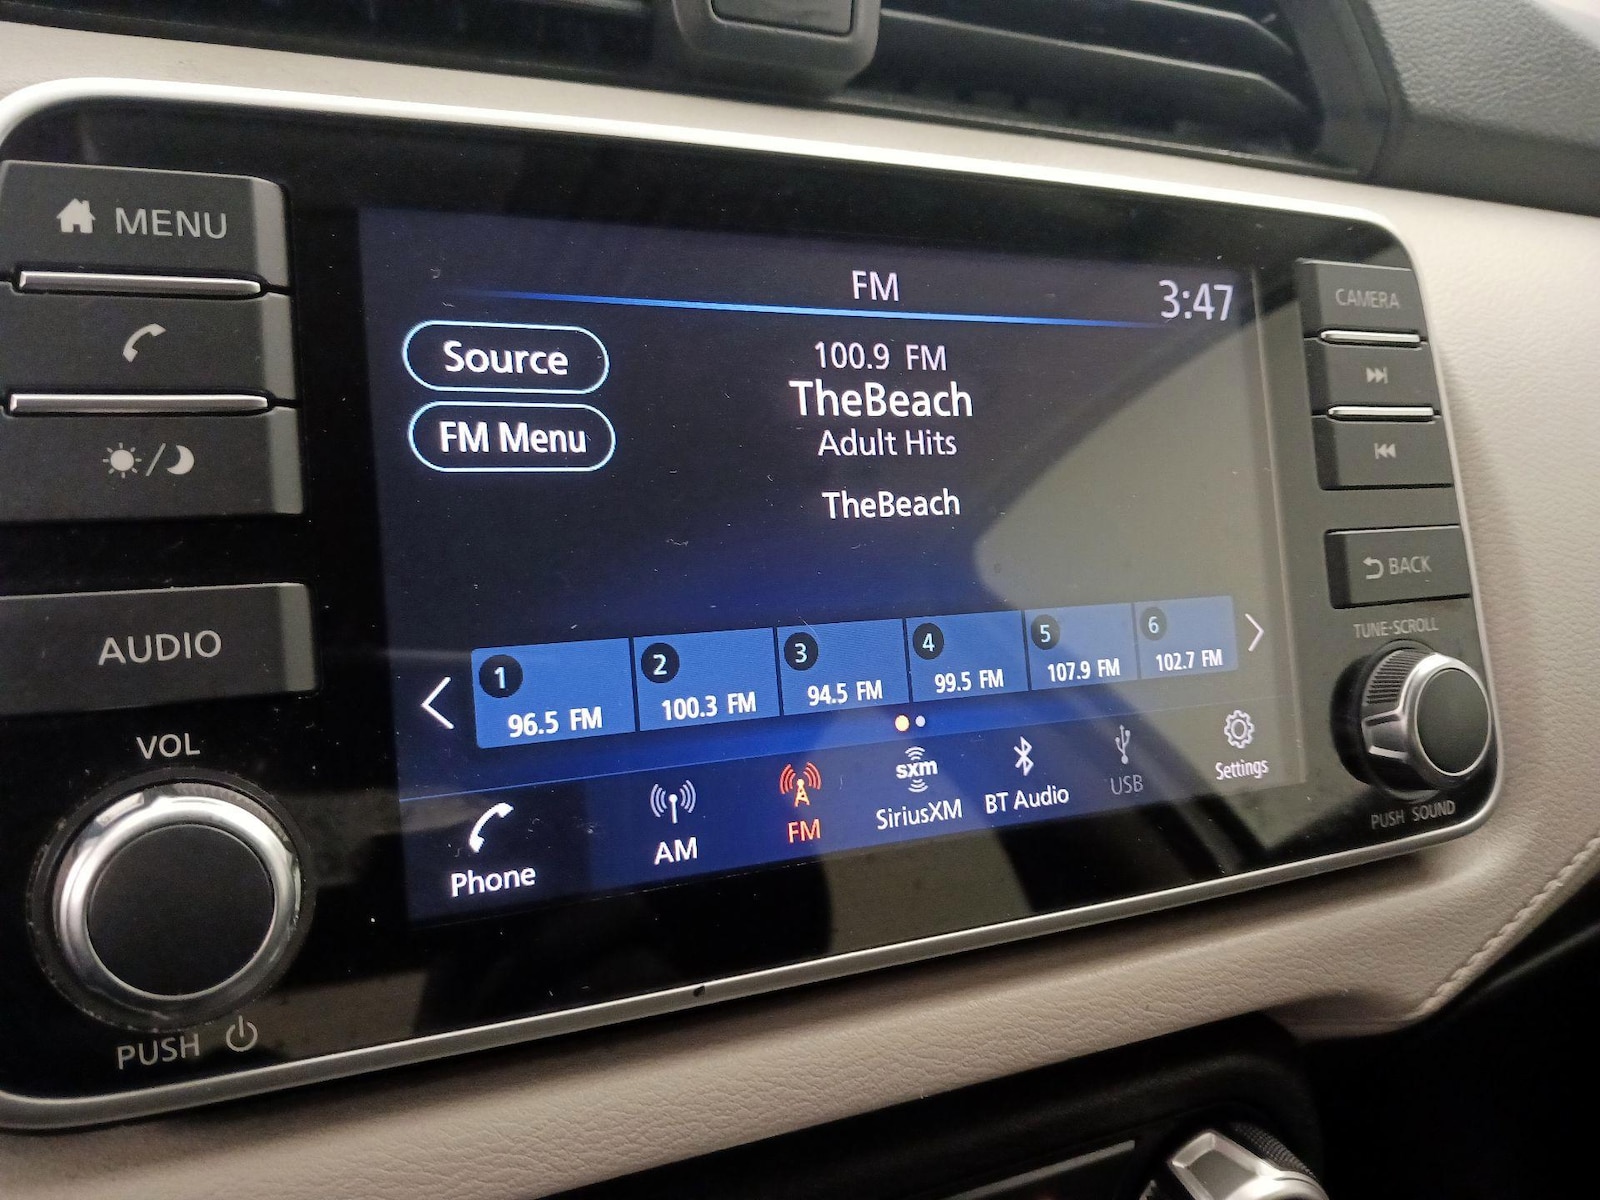 MENU
AUDIO
VOL
PUSH
FM
3:47
Source
FM Menu
100.9 FM
TheBeach
Adult Hits
TheBeach
1
96.5 FM
2
100.3 FM
3
94.5 FM
4
99.5 FM
5
107.9 FM
6
102.7 FM
Phone
AM
FM
sxm
SiriusXM
BT Audio
USB
Settings
CAMERA
BACK
TUNE·SCROLL
PUSH SOUND